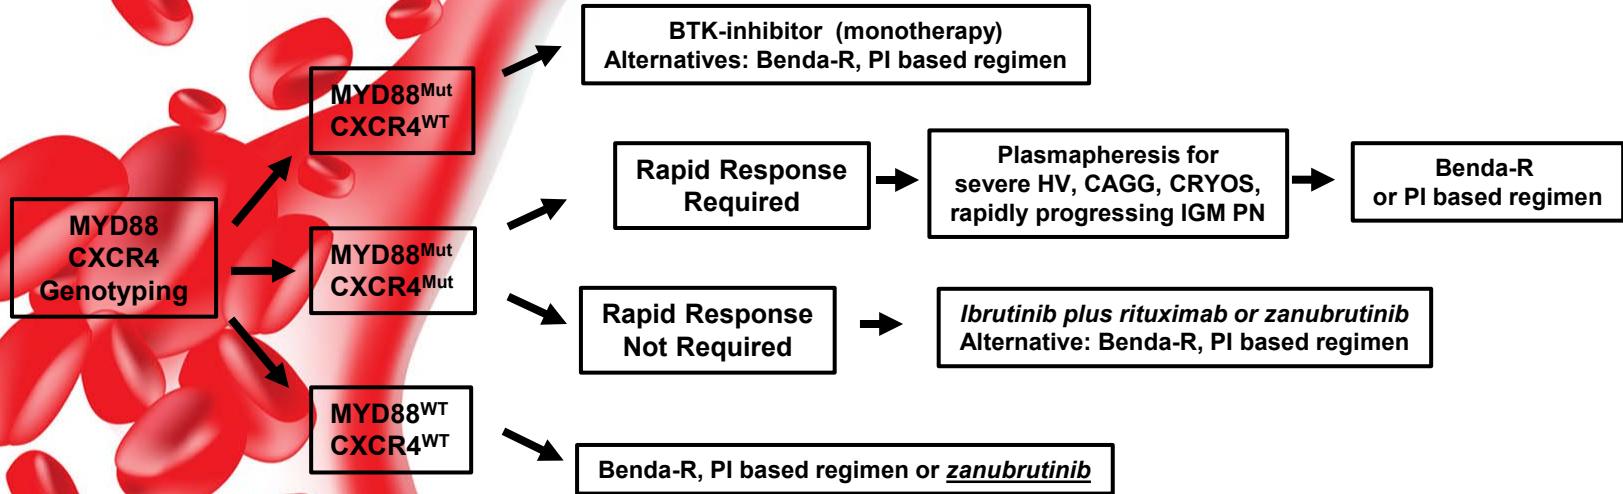 MYD88
CXCR4
Genotyping
MYD88Mut
CXCR4WT
BTK-inhibitor (monotherapy)
Alternatives: Benda-R, PI based regimen
MYD88Mut
CXCR4Mut
Rapid Response
Required
Plasmapheresis for
severe HV, CAGG, CRYOS,
rapidly progressing IGM PN
Benda-R
or PI based regimen
Rapid Response
Not Required
Ibrutinib plus rituximab or zanubrutinib
Alternative: Benda-R, PI based regimen
MYD88WT
CXCR4WT
Benda-R, PI based regimen or zanubrutinib